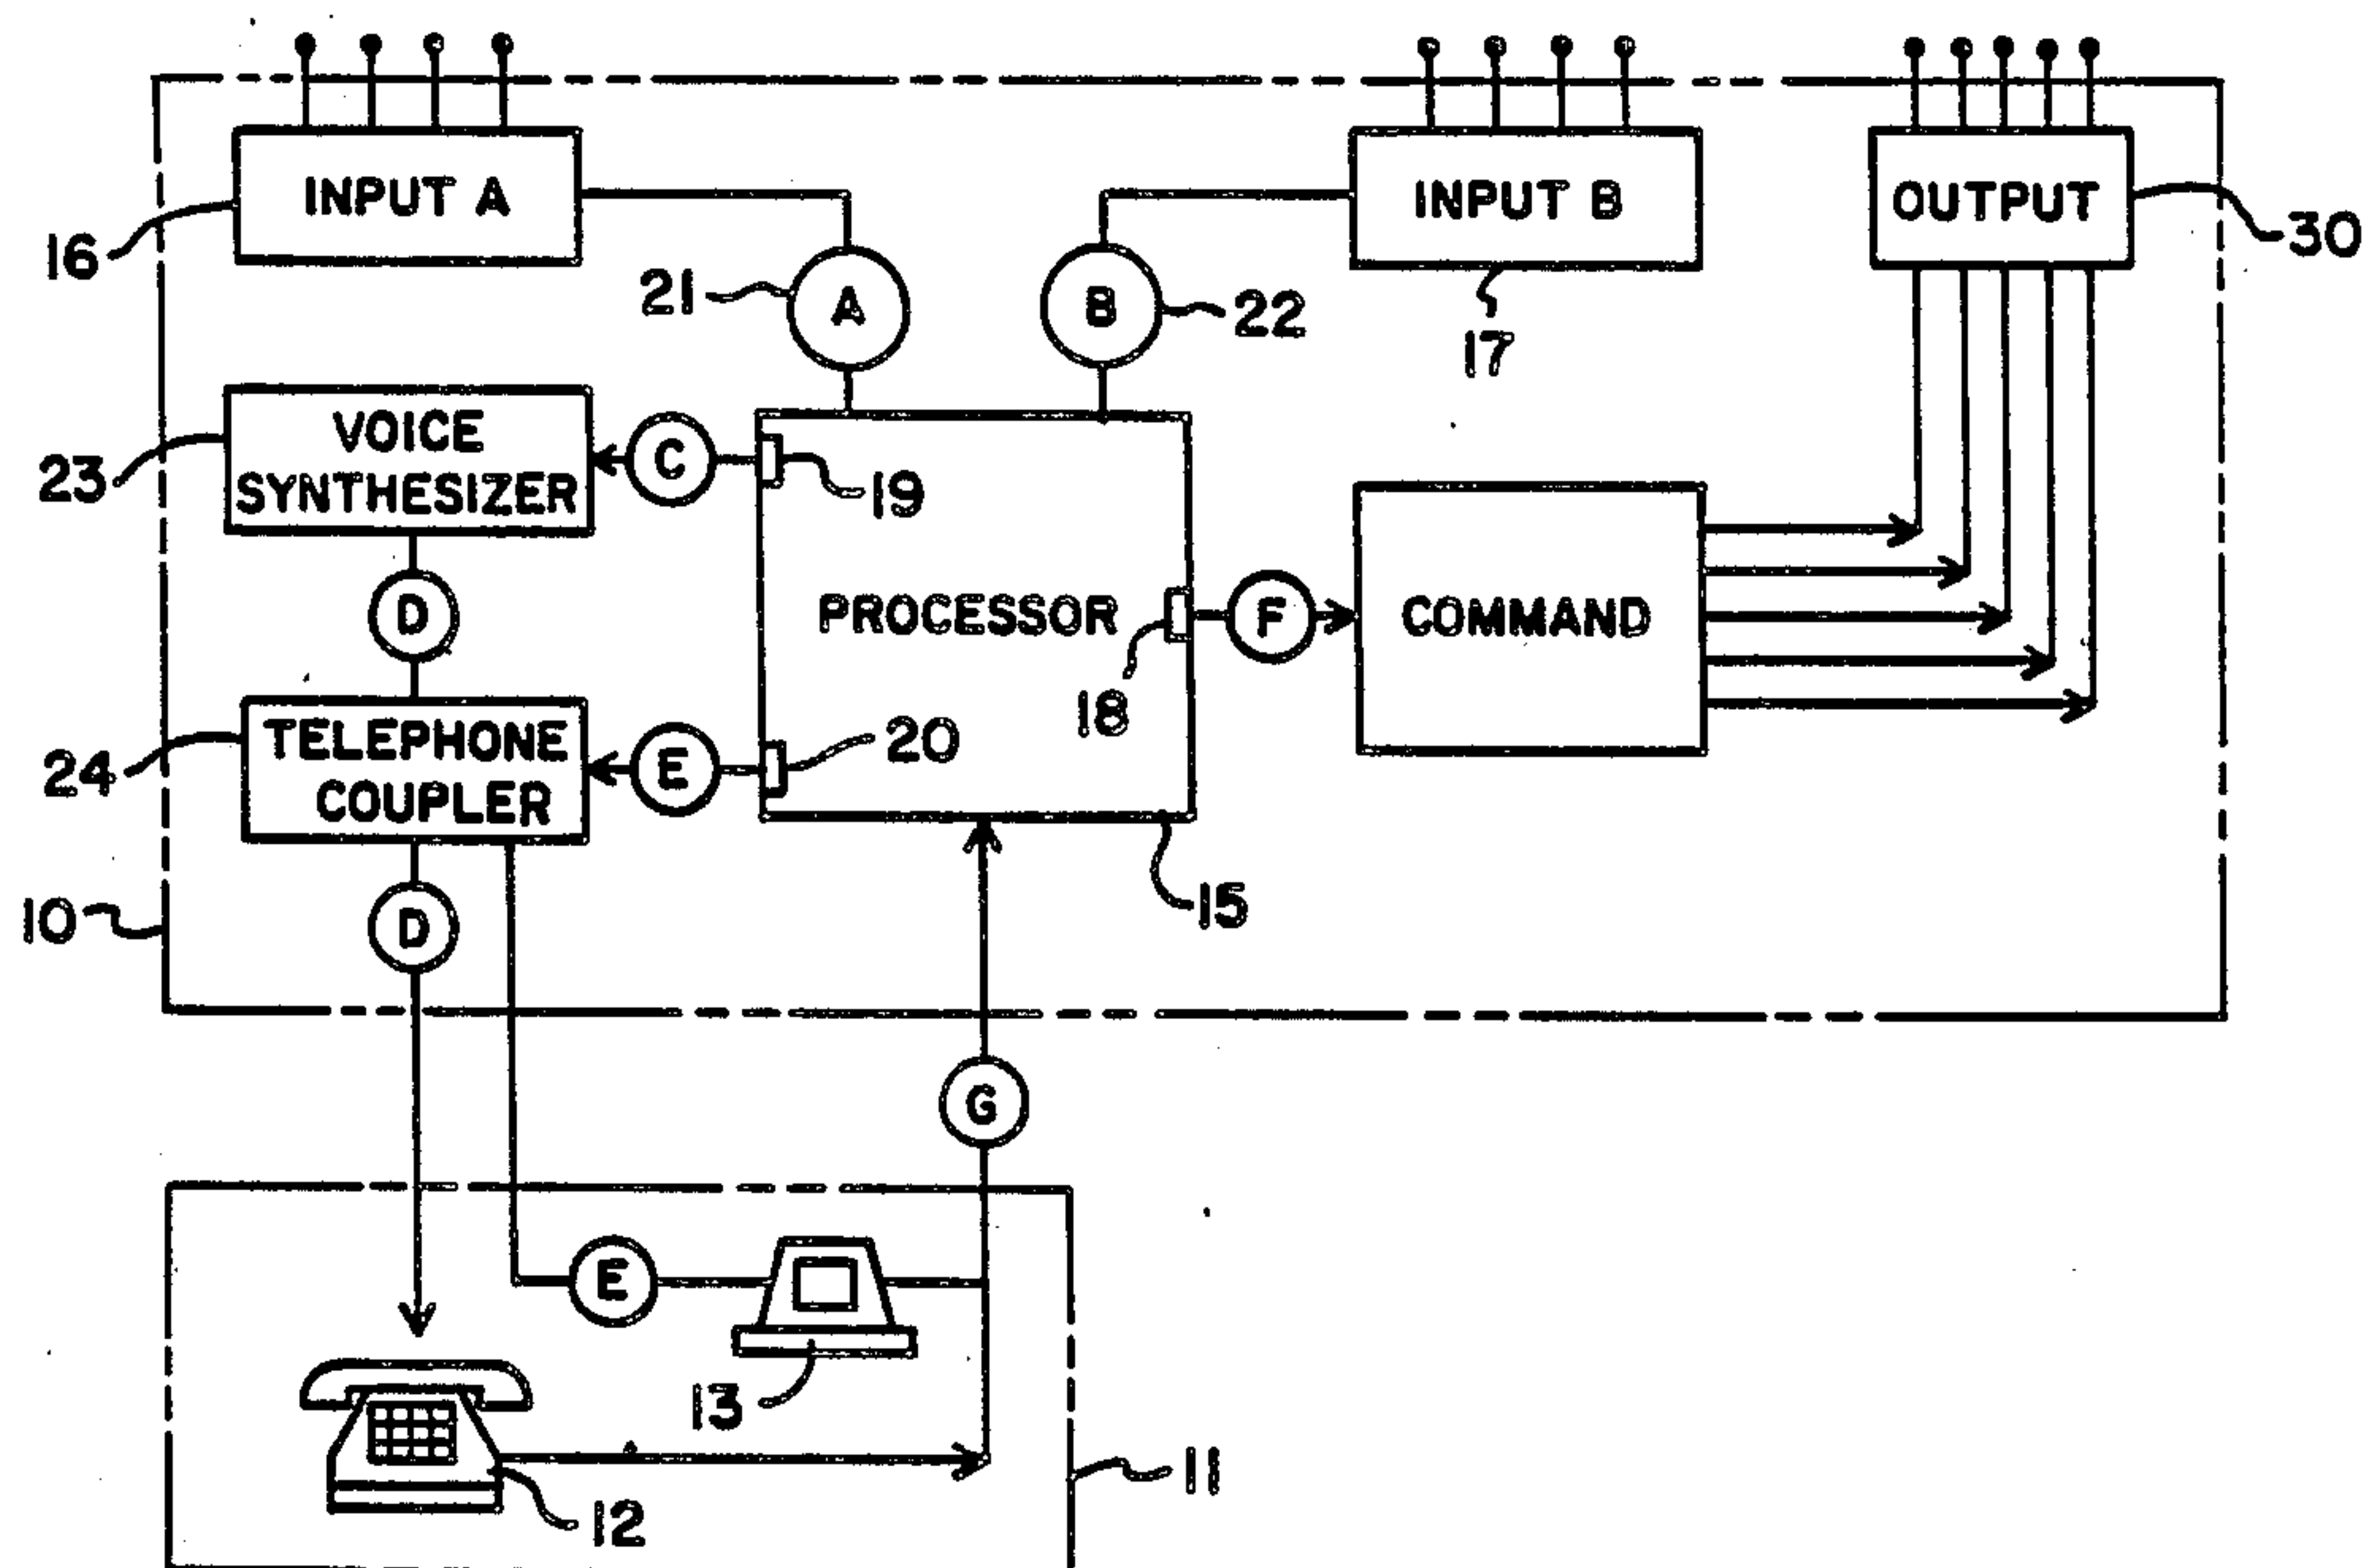 INPUT A
INPUT B
OUTPUT
16
30
21
A
B
22
17
VOICE
SYNTHESIZER
23
C
19
D
PROCESSOR
18
F
COMMAND
TELEPHONE
COUPLER
24
E
20
10
D
15
G
E
13
12
11